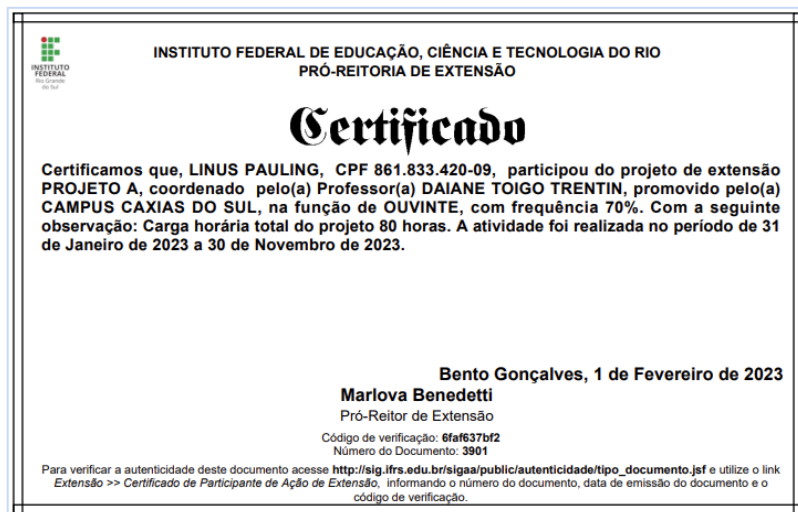 INSTITUTO
FEDERAL
Rio Grande
do Sul
INSTITUTO FEDERAL DE EDUCAÇÃO, CIÊNCIA E TECNOLOGIA DO RIO
PRÓ-REITORIA DE EXTENSÃO
Certificado
Certificamos que, LINUS PAULING, CPF 861.833.420-09, participou do projeto de extensão
PROJETO A, coordenado pelo(a) Professor(a) DAIANE TOIGO TRENTIN, promovido pelo(a)
CAMPUS CAXIAS DO SUL, na função de OUVINTE, com frequência 70%. Com a seguinte
observação: Carga horária total do projeto 80 horas. A atividade foi realizada no período de 31
de Janeiro de 2023 a 30 de Novembro de 2023.
Bento Gonçalves, 1 de Fevereiro de 2023
Marlova Benedetti
Pró-Reitor de Extensão
Código de verificação: 6faf637bf2
Número do Documento: 3901
Para verificar a autenticidade deste documento acesse http://sig.ifrs.edu.br/sigaa/public/autenticidade/tipo_documento.jsf e utilize o link
Extensão >> Certificado de Participante de Ação de Extensão, informando o número do documento, data de emissão do documento e o
código de verificação.